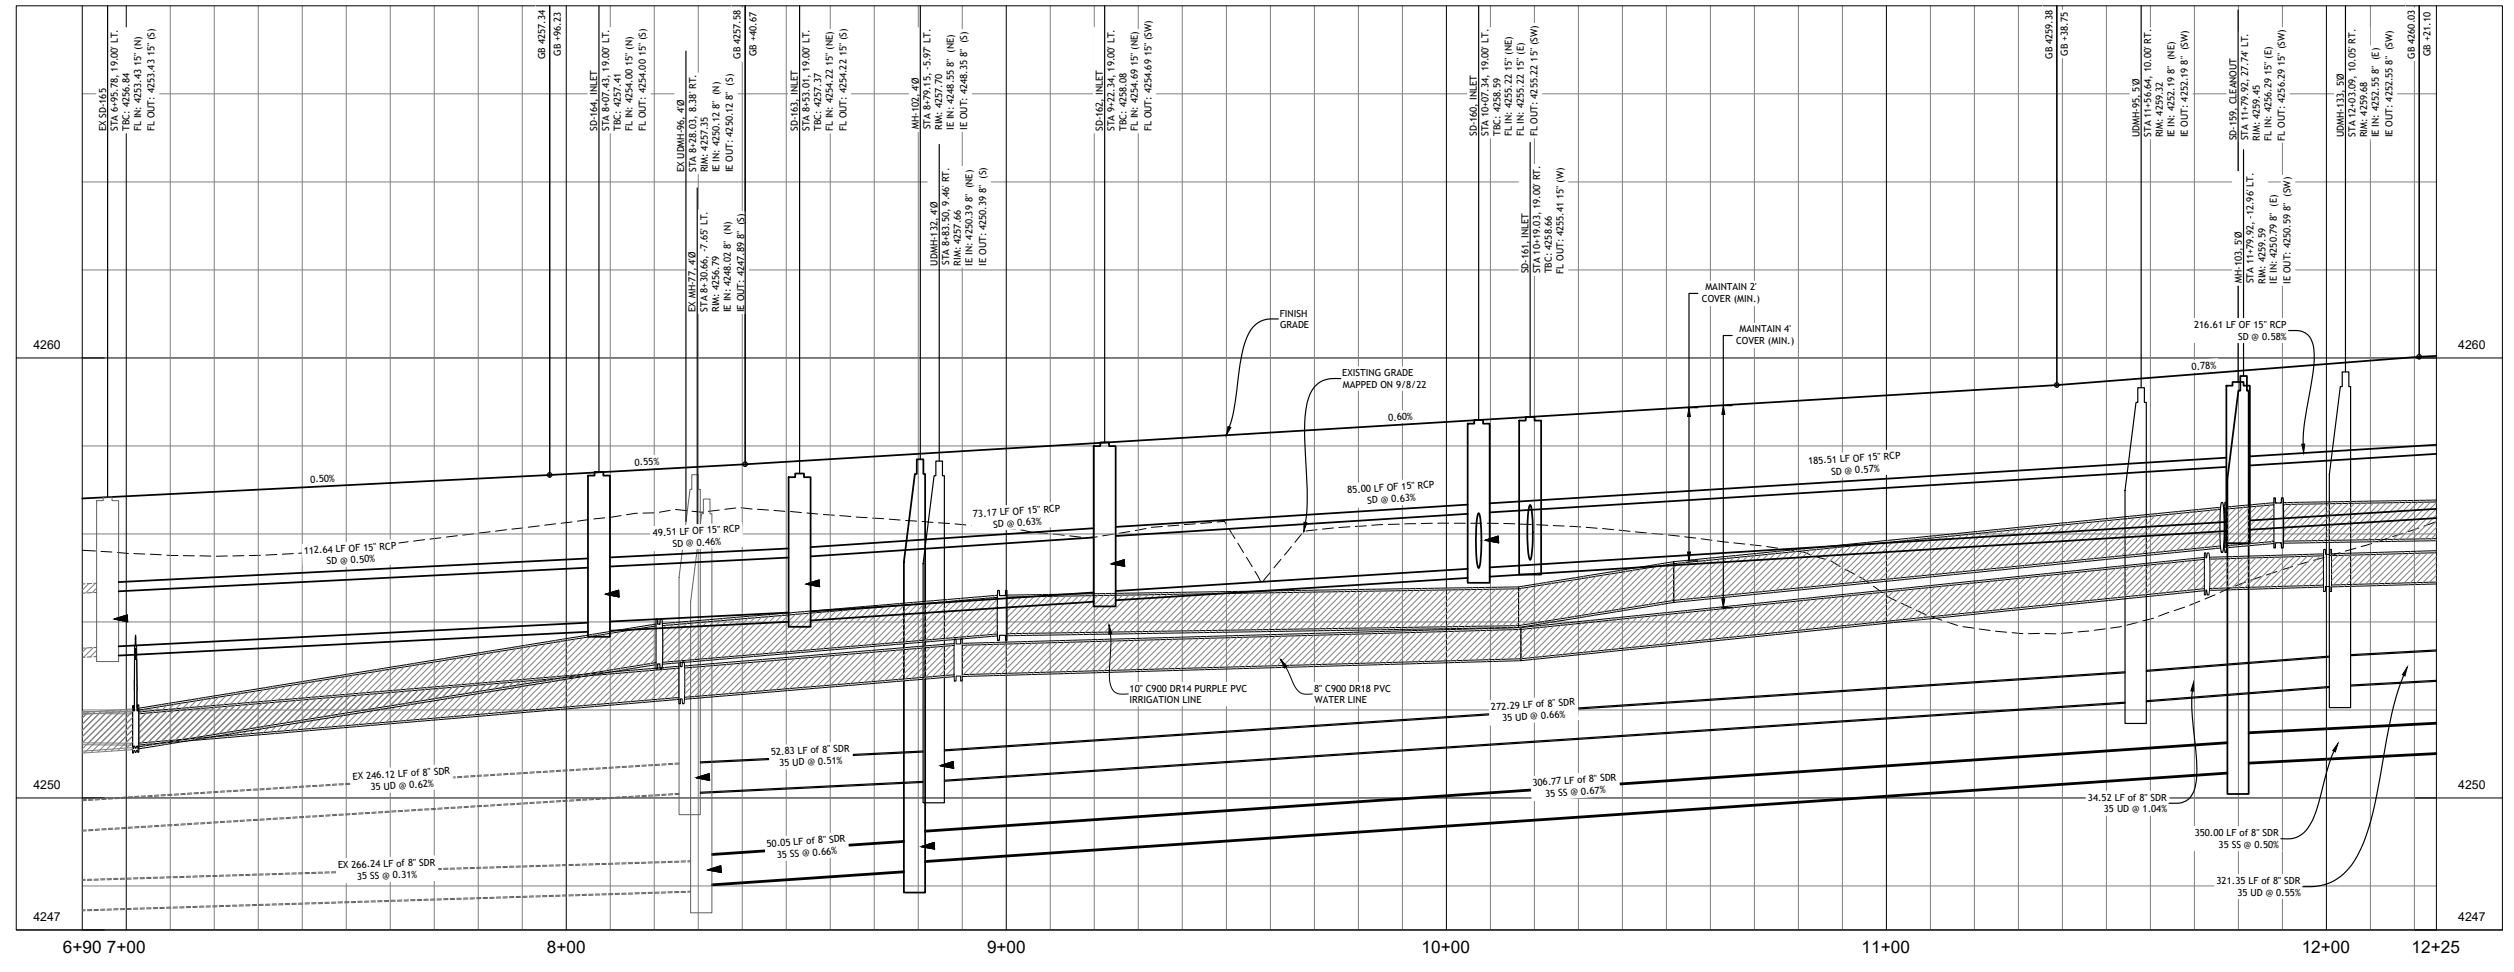 EX SD-165
STA 6+95.78, 19.00' LT.
TBC: 4256.84
FL IN: 4253.43 15" (N)
FL OUT: 4253.43 15" (S)
GB 4257.34
GB +96.23
SD-164, INLET
STA 8+07.43, 19.00' LT.
TBC: 4257.41
FL IN: 4254.00 15" (N)
FL OUT: 4254.00 15" (S)
EX UDMH-96, 4'Ø
STA 8+28.03, 8.38' RT.
RIM: 4257.35
IE IN: 4250.12 8" (N)
IE OUT: 4250.12 8" (S)
EX MH-77, 4'Ø
STA 8+30.66, -7.65' LT.
RIM: 4256.79
IE IN: 4248.02 8" (N)
IE OUT: 4247.89 8" (S)
GB 4257.58
GB +40.67
SD-163, INLET
STA 8+53.01, 19.00' LT.
TBC: 4257.37
FL IN: 4254.22 15" (NE)
FL OUT: 4254.22 15" (S)
MH-102, 4'Ø
STA 8+79.15, -5.97' LT.
RIM: 4257.70
IE IN: 4248.55 8" (NE)
IE OUT: 4248.35 8" (S)
UDMH-132, 4'Ø
STA 8+83.50, 9.46' RT.
RIM: 4257.66
IE IN: 4250.39 8" (NE)
IE OUT: 4250.39 8" (S)
SD-162, INLET
STA 9+22.34, 19.00' LT.
TBC: 4258.08
FL IN: 4254.69 15" (NE)
FL OUT: 4254.69 15" (SW)
SD-160, INLET
STA 10+07.34, 19.00' LT.
TBC: 4258.59
FL IN: 4255.22 15" (NE)
FL IN: 4255.22 15" (E)
FL OUT: 4255.22 15" (SW)
SD-161, INLET
STA 10+19.03, 19.00' RT.
TBC: 4258.66
FL OUT: 4255.41 15" (W)
GB 4259.38
GB +38.75
UDMH-95, 5'Ø
STA 11+56.64, 10.00' RT.
RIM: 4259.32
IE IN: 4252.19 8" (NE)
IE OUT: 4252.19 8" (SW)
SD-159, CLEANOUT
STA 11+79.92, 27.74' LT.
RIM: 4259.45
FL IN: 4256.29 15" (E)
FL OUT: 4256.29 15" (SW)
MH-103, 5'Ø
STA 11+79.92, -12.96' LT.
RIM: 4259.59
IE IN: 4250.79 8" (E)
IE OUT: 4250.59 8" (SW)
UDMH-133, 5'Ø
STA 12+03.09, 10.05' RT.
RIM: 4259.68
IE IN: 4252.55 8" (E)
IE OUT: 4252.55 8" (SW)
GB 4260.03
GB +21.10
MAINTAIN 2'
COVER (MIN.)
FINISH
GRADE
MAINTAIN 4'
COVER (MIN.)
216.61 LF OF 15" RCP
SD @ 0.58%
4260
4260
EXISTING GRADE
MAPPED ON 9/8/22
0.78%
0.60%
0.55%
0.50%
185.51 LF OF 15" RCP
SD @ 0.57%
85.00 LF OF 15" RCP
SD @ 0.63%
73.17 LF OF 15" RCP
SD @ 0.63%
49.51 LF OF 15" RCP
SD @ 0.46%
112.64 LF OF 15" RCP
SD @ 0.50%
10" C900 DR14 PURPLE PVC
IRRIGATION LINE
8" C900 DR18 PVC
WATER LINE
272.29 LF of 8" SDR
35 UD @ 0.66%
52.83 LF OF 8" SDR
35 UD @ 0.51%
EX 246.12 LF of 8" SDR
35 UD @ 0.62%
4250
4250
306.77 LF of 8" SDR
35 SS @ 0.67%
34.52 LF OF 8" SDR
35 UD @ 1.04%
350.00 LF of 8" SDR
35 SS @ 0.50%
50.05 LF of 8" SDR
35 SS @ 0.66%
EX 266.24 LF of 8" SDR
35 SS @ 0.31%
321.35 LF of 8" SDR
35 UD @ 0.55%
4247
4247
6+90 7+00
8+00
9+00
10+00
11+00
12+00
12+25